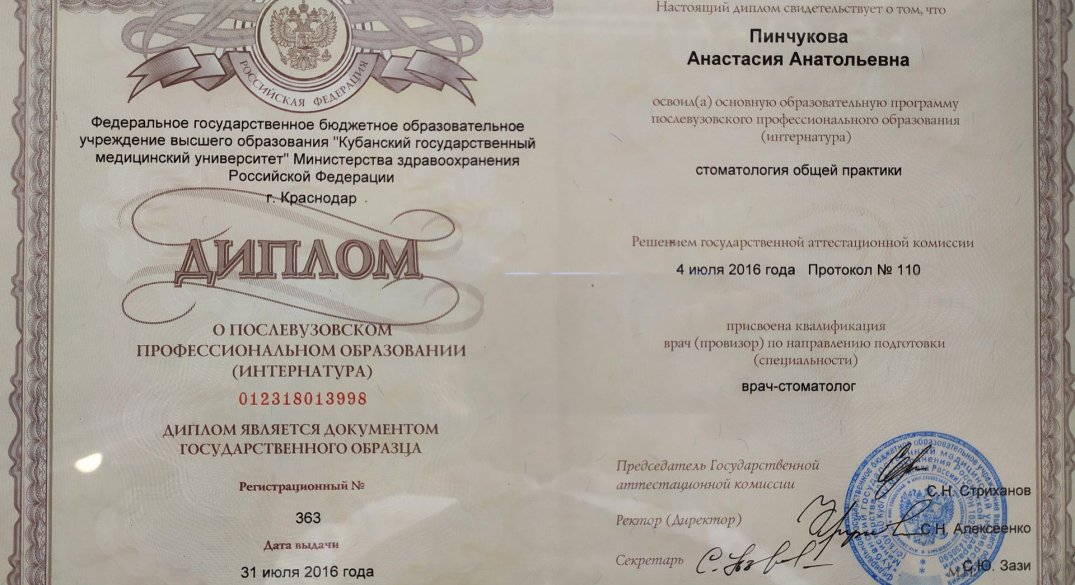 РОССИЙСКАЯ ФЕДЕРАЦИЯ
Федеральное государственное бюджетное образовательное
учреждение высшего образования "Кубанский государственный
медицинский университет" Министерства здравоохранения
Российской Федерации
г. Краснодар
ДИПЛОМ
О ПОСЛЕВУЗОВСКОМ
ПРОФЕССИОНАЛЬНОМ ОБРАЗОВАНИИ
(ИНТЕРНАТУРА)
012318013998
ДИПЛОМ ЯВЛЯЕТСЯ ДОКУМЕНТОМ
ГОСУДАРСТВЕННОГО ОБРАЗЦА
Регистрационный №
363
Дата выдачи
31 июля 2016 года
Настоящий диплом свидетельствует о том, что
Пинчукова
Анастасия Анатольевна
освоил(а) основную образовательную программу
послевузовского профессионального образования
(интернатура)
стоматология общей практики
Решением государственной аттестационной комиссии
4 июля 2016 года Протокол № 110
присвоена квалификация
врач (провизор) по направлению подготовки
(специальности)
врач-стоматолог
Председатель Государственной
аттестационной комиссии
С.Н. Стриханов
Ректор (Директор)
С.Н. Алексеенко
Секретарь
С.Ю. Зази